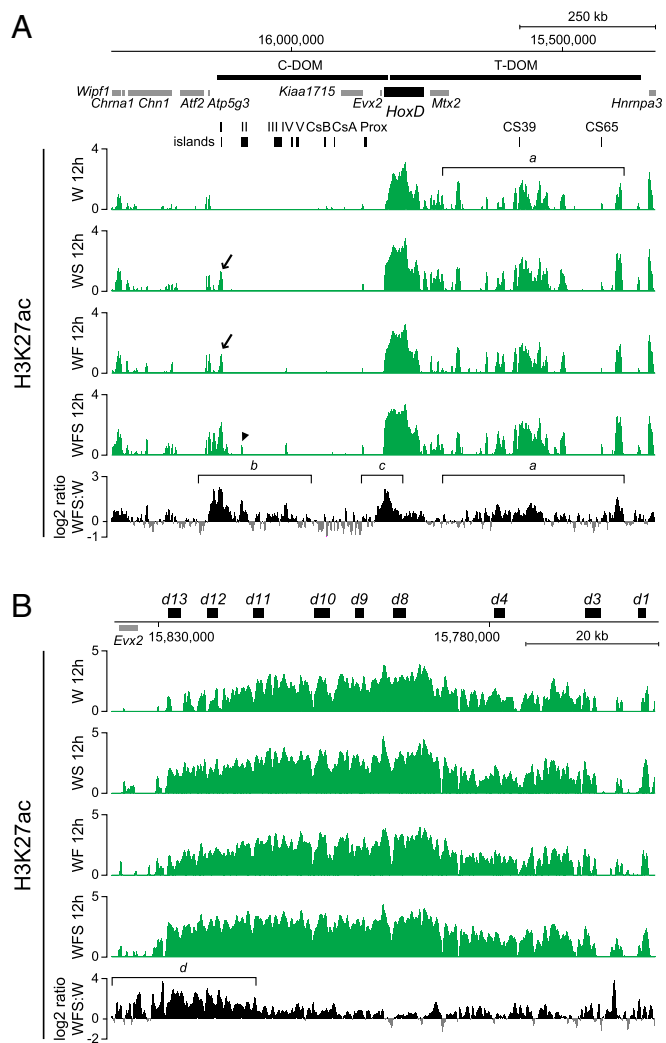 A
250 kb
16,000,000 15,500,000
C-DOM T-DOM
Wipf1 Kiaa1715
Chrna1 Chn1 Atf2 Atp5g3 Evx2 HoxD Mtx2 Hnrnpa3
I II III IV V CsB CsA Prox CS39 CS65
islands
H3K27ac
W 12h
4
0
a
WS 12h
4
0
WF 12h
4
0
WFS 12h
4
0
log2 ratio
WFS:W
3
0
-1
b c a
B
d13 d12 d11 d10 d9 d8 d4 d3 d1
Evx2 15,830,000 15,780,000 20 kb
H3K27ac
W 12h
5
0
WS 12h
5
0
WF 12h
5
0
WFS 12h
5
0
log2 ratio
WFS:W
4
0
-2
d